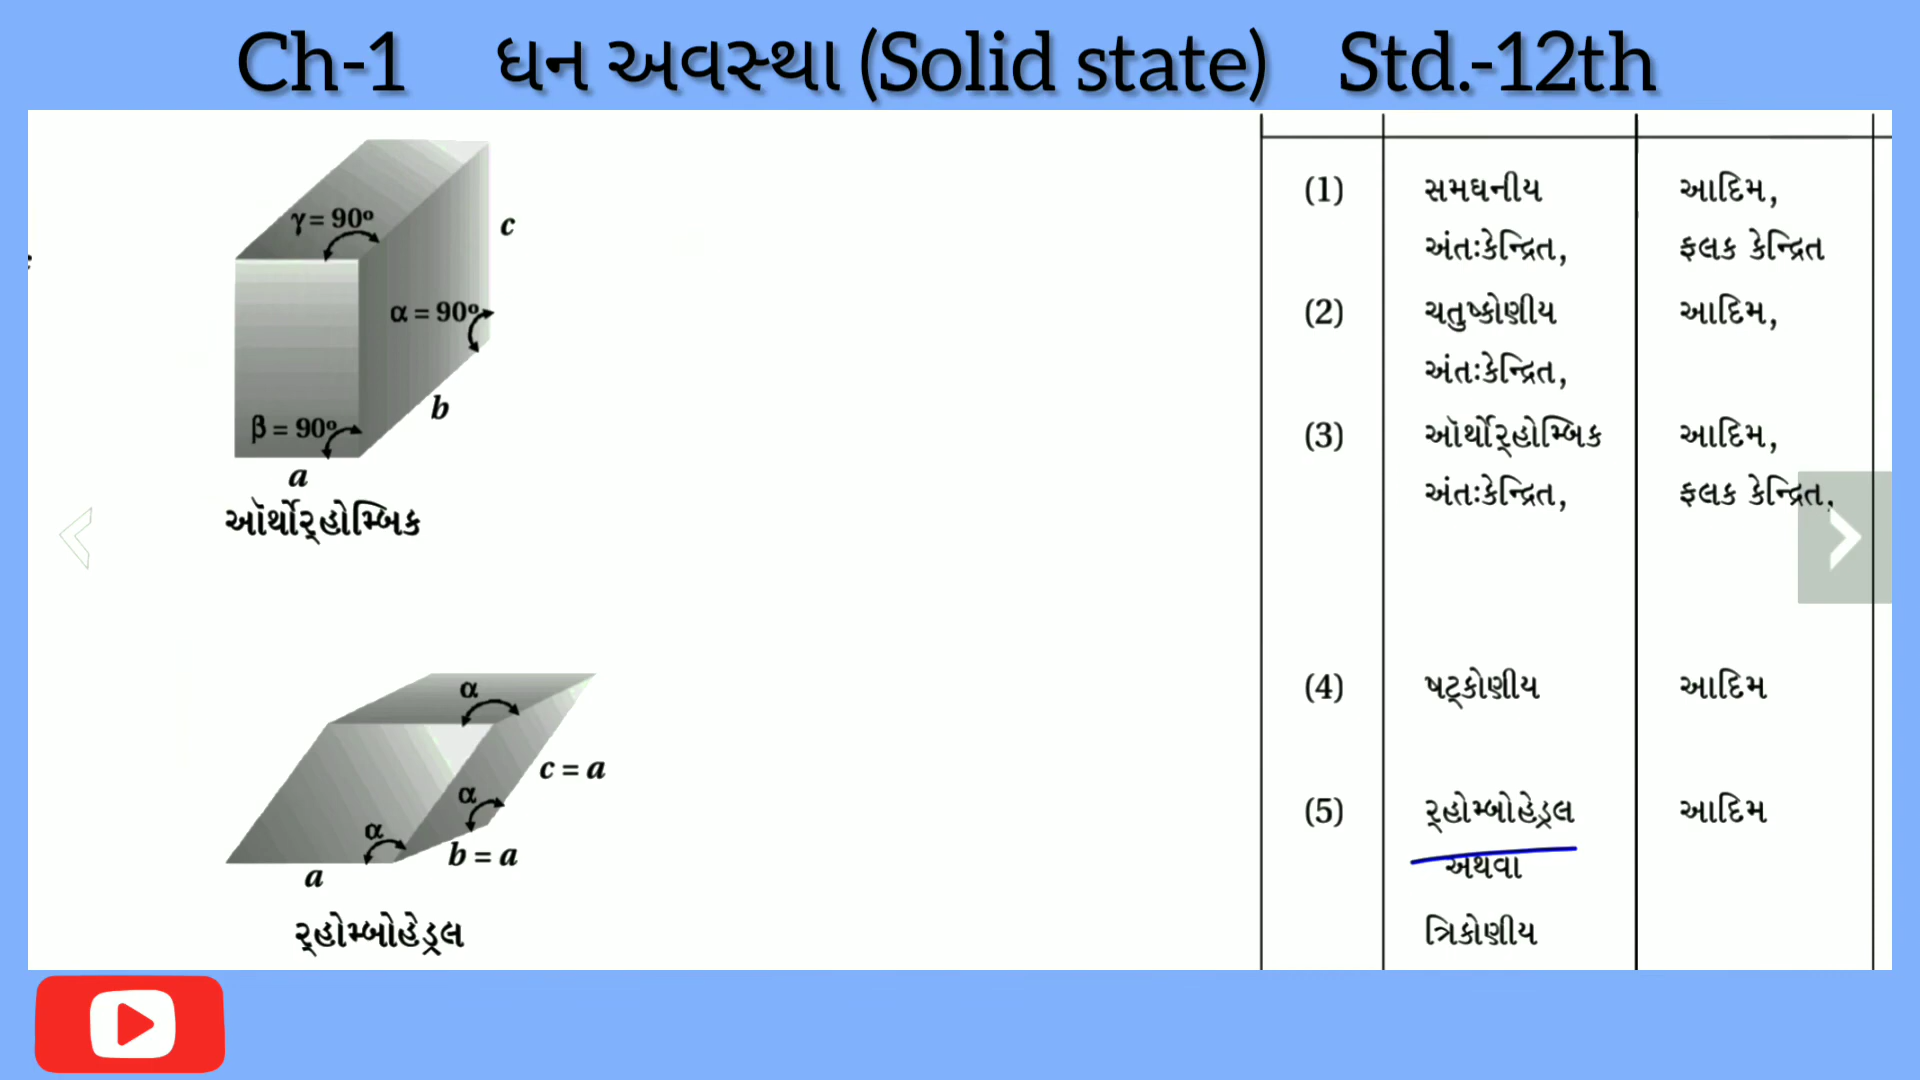 Ch-1 ઘન અવસ્થા (Solid state) Std.-12th
γ = 90°
c
α = 90°
b
β = 90°
a
ઑર્થોર્‌હોમ્બિક
α
c = a
α
α
b = a
a
ર્‌હોમ્બોહેડ્રલ
(1) સમઘનીય આદિમ,
અંતઃકેન્દ્રિત, ફલક કેન્દ્રિત
(2) ચતુષ્કોણીય આદિમ,
અંતઃકેન્દ્રિત,
(3) ઑર્થોર્‌હોમ્બિક આદિમ,
અંતઃકેન્દ્રિત, ફલક કેન્દ્રિત,
(4) ષટ્કોણીય આદિમ
(5) ર્‌હોમ્બોહેડ્રલ આદિમ
અથવા
ત્રિકોણીય